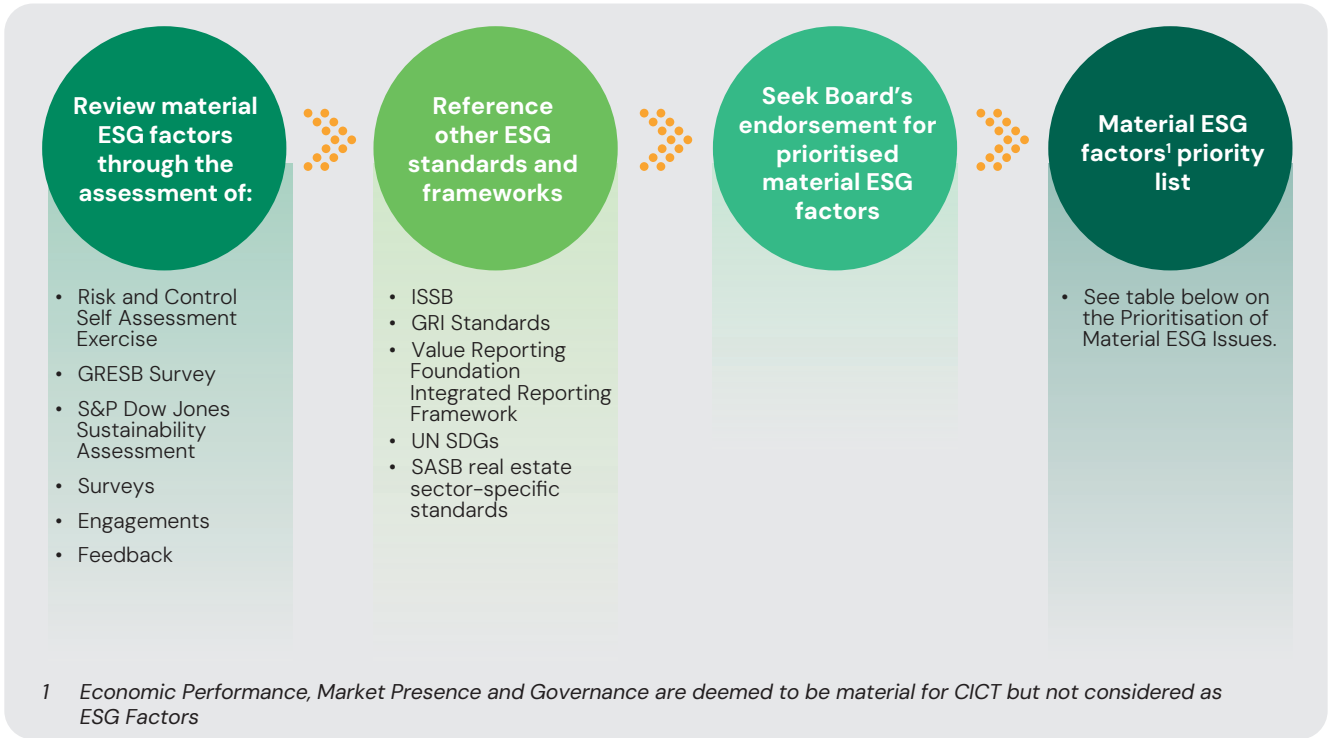 Review material
ESG factors
through the
assessment of:
• Risk and Control
Self Assessment
Exercise
• GRESB Survey
• S&P Dow Jones
Sustainability
Assessment
• Surveys
• Engagements
• Feedback
Reference
other ESG
standards and
frameworks
• ISSB
• GRI Standards
• Value Reporting
Foundation
Integrated Reporting
Framework
• UN SDGs
• SASB real estate
sector-specific
standards
Seek Board’s
endorsement for
prioritised
material ESG
factors
Material ESG
factors¹ priority
list
• See table below on
the Prioritisation of
Material ESG Issues.
1 Economic Performance, Market Presence and Governance are deemed to be material for CICT but not considered as
ESG Factors